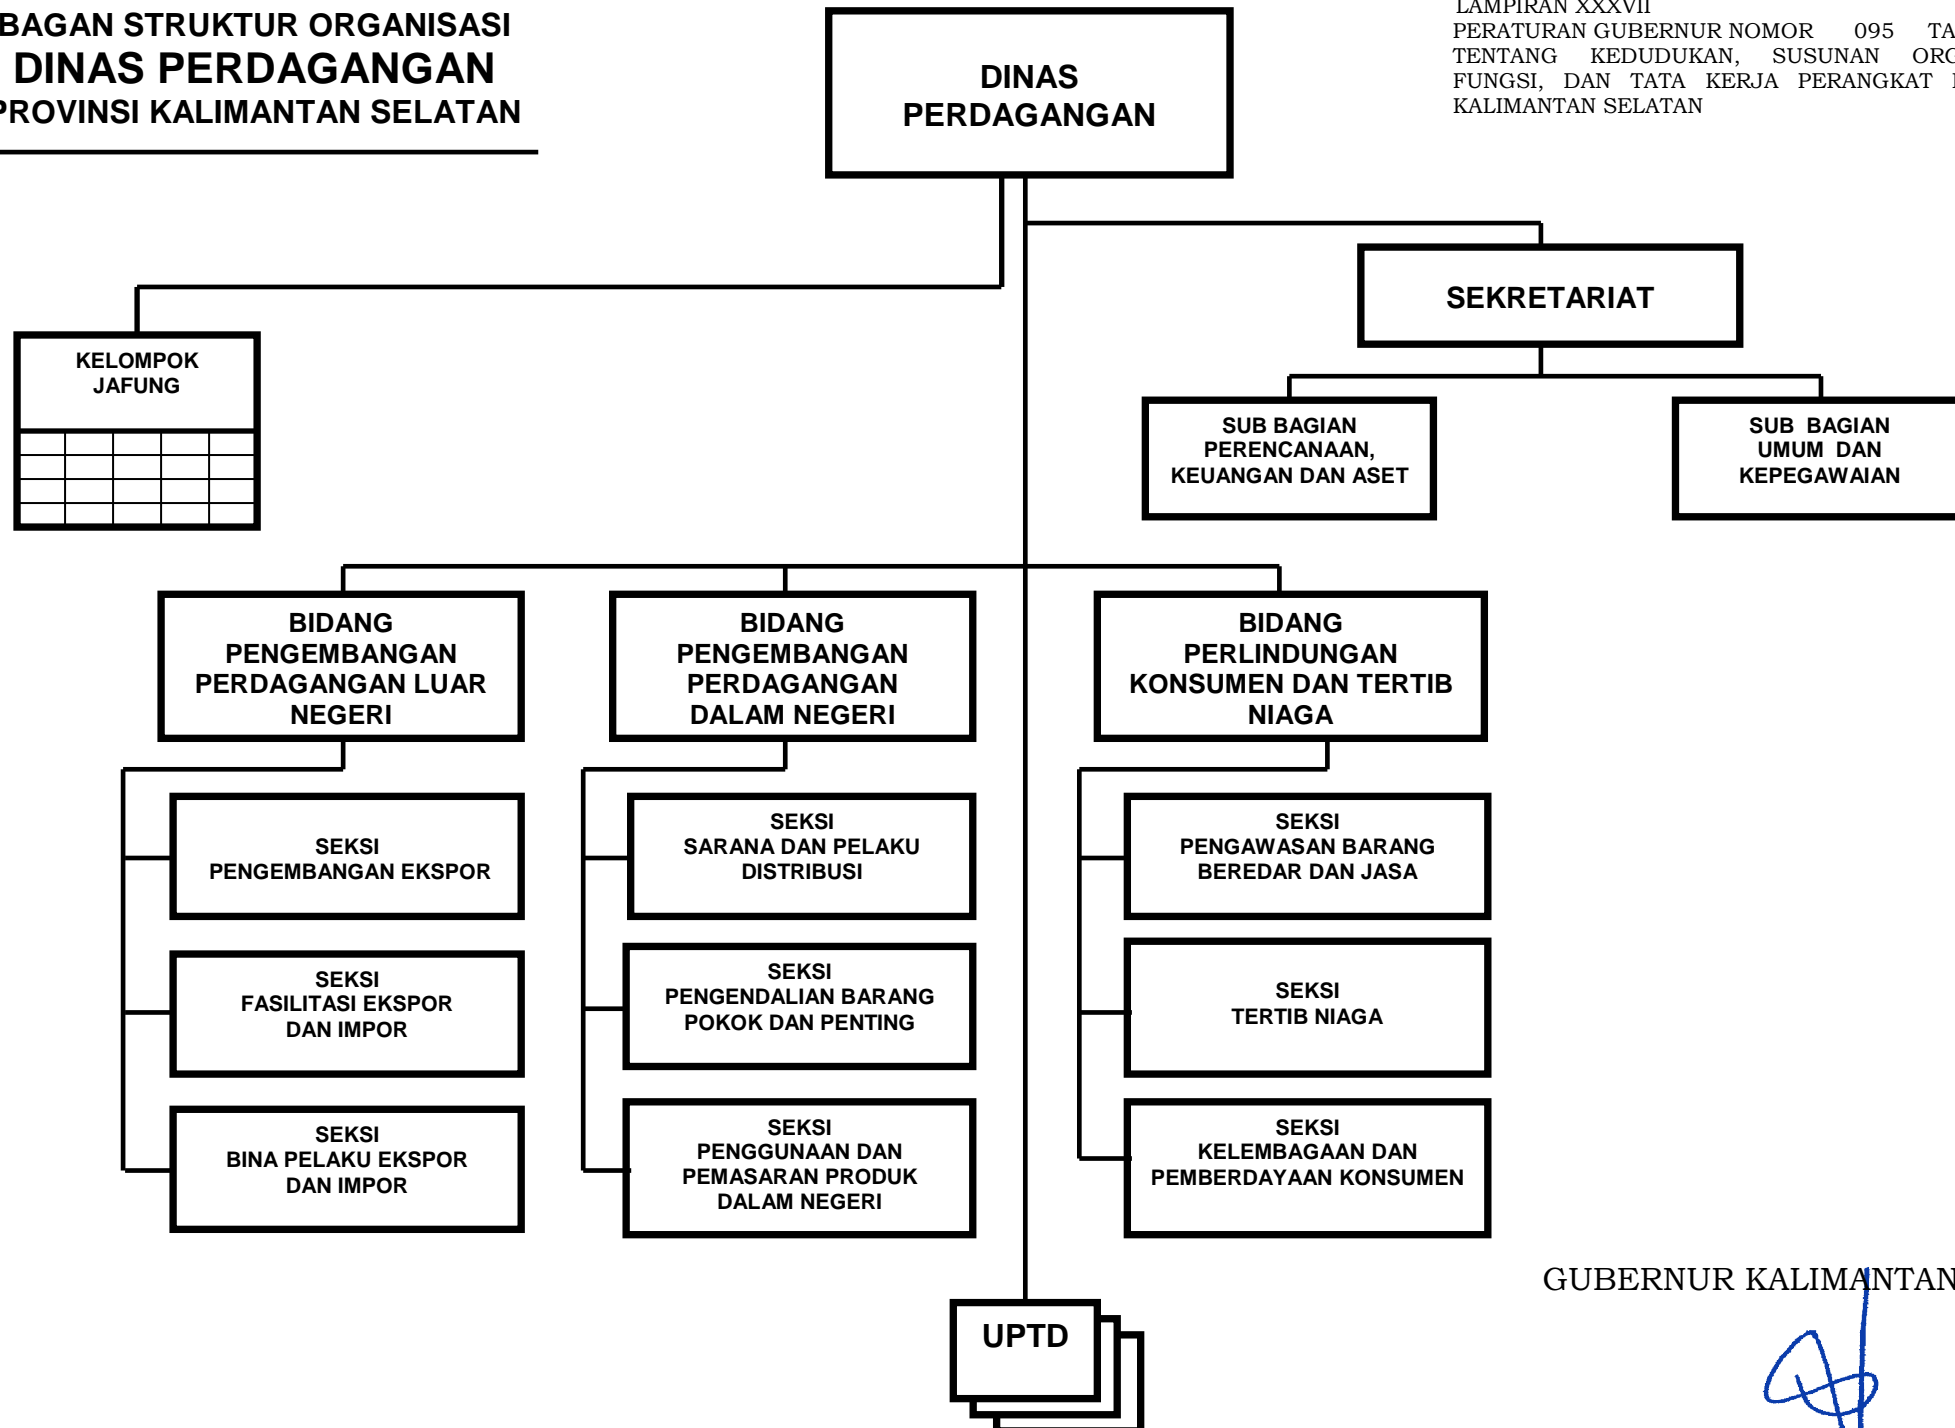 BAGAN STRUKTUR ORGANISASI
DINAS PERDAGANGAN
PROVINSI KALIMANTAN SELATAN
LAMPIRAN XXXVII
PERATURAN GUBERNUR NOMOR 095
TENTANG KEDUDUKAN, SUSUNAN
FUNGSI, DAN TATA KERJA PERANGKAT
KALIMANTAN SELATAN
DINAS
PERDAGANGAN
SEKRETARIAT
KELOMPOK
JAFUNG
SUB BAGIAN
PERENCANAAN,
KEUANGAN DAN ASET
SUB BAGIAN
UMUM DAN
KEPEGAWAIAN
BIDANG
PENGEMBANGAN
PERDAGANGAN LUAR
NEGERI
BIDANG
PENGEMBANGAN
PERDAGANGAN
DALAM NEGERI
BIDANG
PERLINDUNGAN
KONSUMEN DAN TERTIB
NIAGA
SEKSI
PENGEMBANGAN EKSPOR
SEKSI
SARANA DAN PELAKU
DISTRIBUSI
SEKSI
PENGAWASAN BARANG
BEREDAR DAN JASA
SEKSI
FASILITASI EKSPOR
DAN IMPOR
SEKSI
PENGENDALIAN BARANG
POKOK DAN PENTING
SEKSI
TERTIB NIAGA
SEKSI
BINA PELAKU EKSPOR
DAN IMPOR
SEKSI
PENGGUNAAN DAN
PEMASARAN PRODUK
DALAM NEGERI
SEKSI
KELEMBAGAAN DAN
PEMBERDAYAAN KONSUMEN
GUBERNUR KALIMANTAN
UPTD